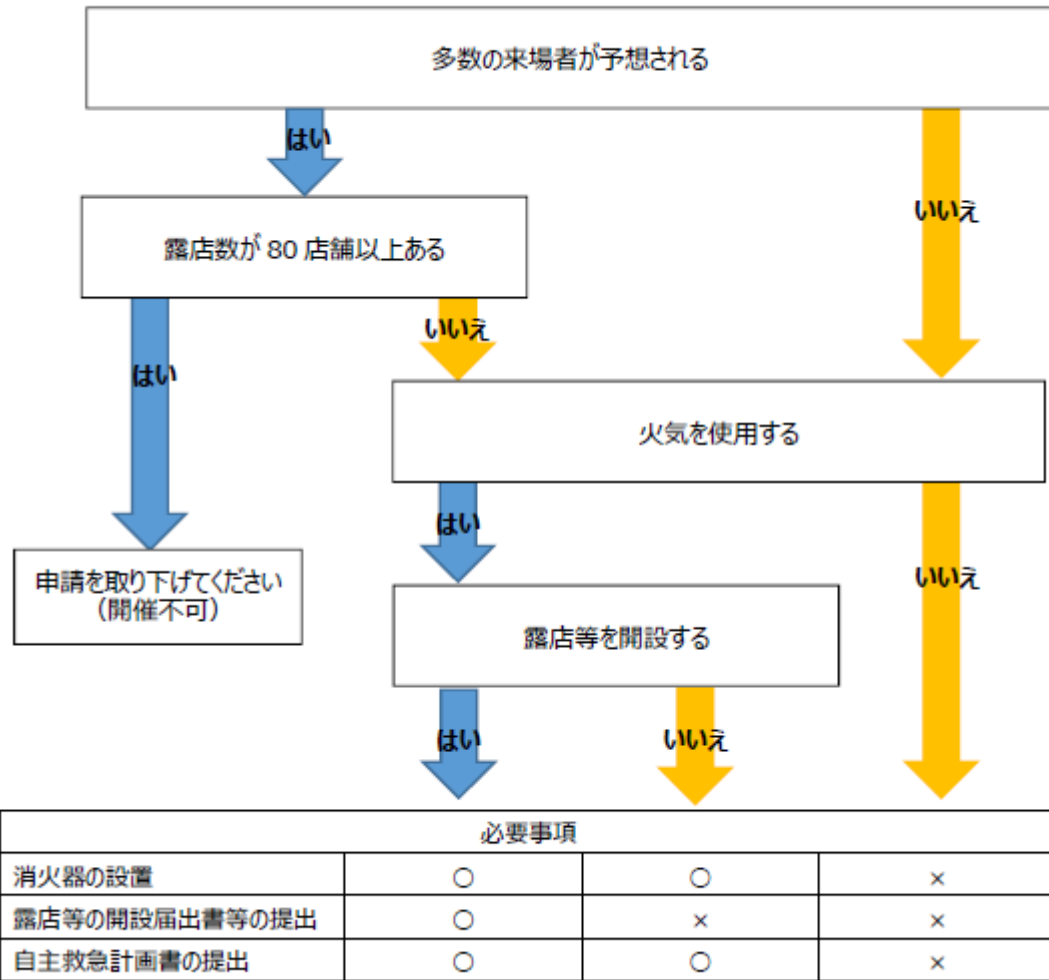 多数の来場者が予想される
はい
いいえ
露店数が 80 店舗以上ある
はい
いいえ
火気を使用する
はい
いいえ
申請を取り下げてください
（開催不可）
露店等を開設する
はい
いいえ
必要事項
消火器の設置 ○ ○ ×
露店等の開設届出書等の提出 ○ × ×
自主救急計画書の提出 ○ ○ ×